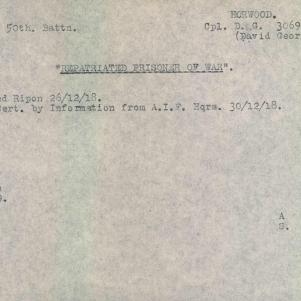 HORWOOD.
50th. Battn. Cpl. D.G. 3069
(David Geor
"REPATRIATED PRISONER OF WAR".
ed Ripon 26/12/18.
ert. by Information from A.I.F. Hqrs. 30/12/18.
A
S.